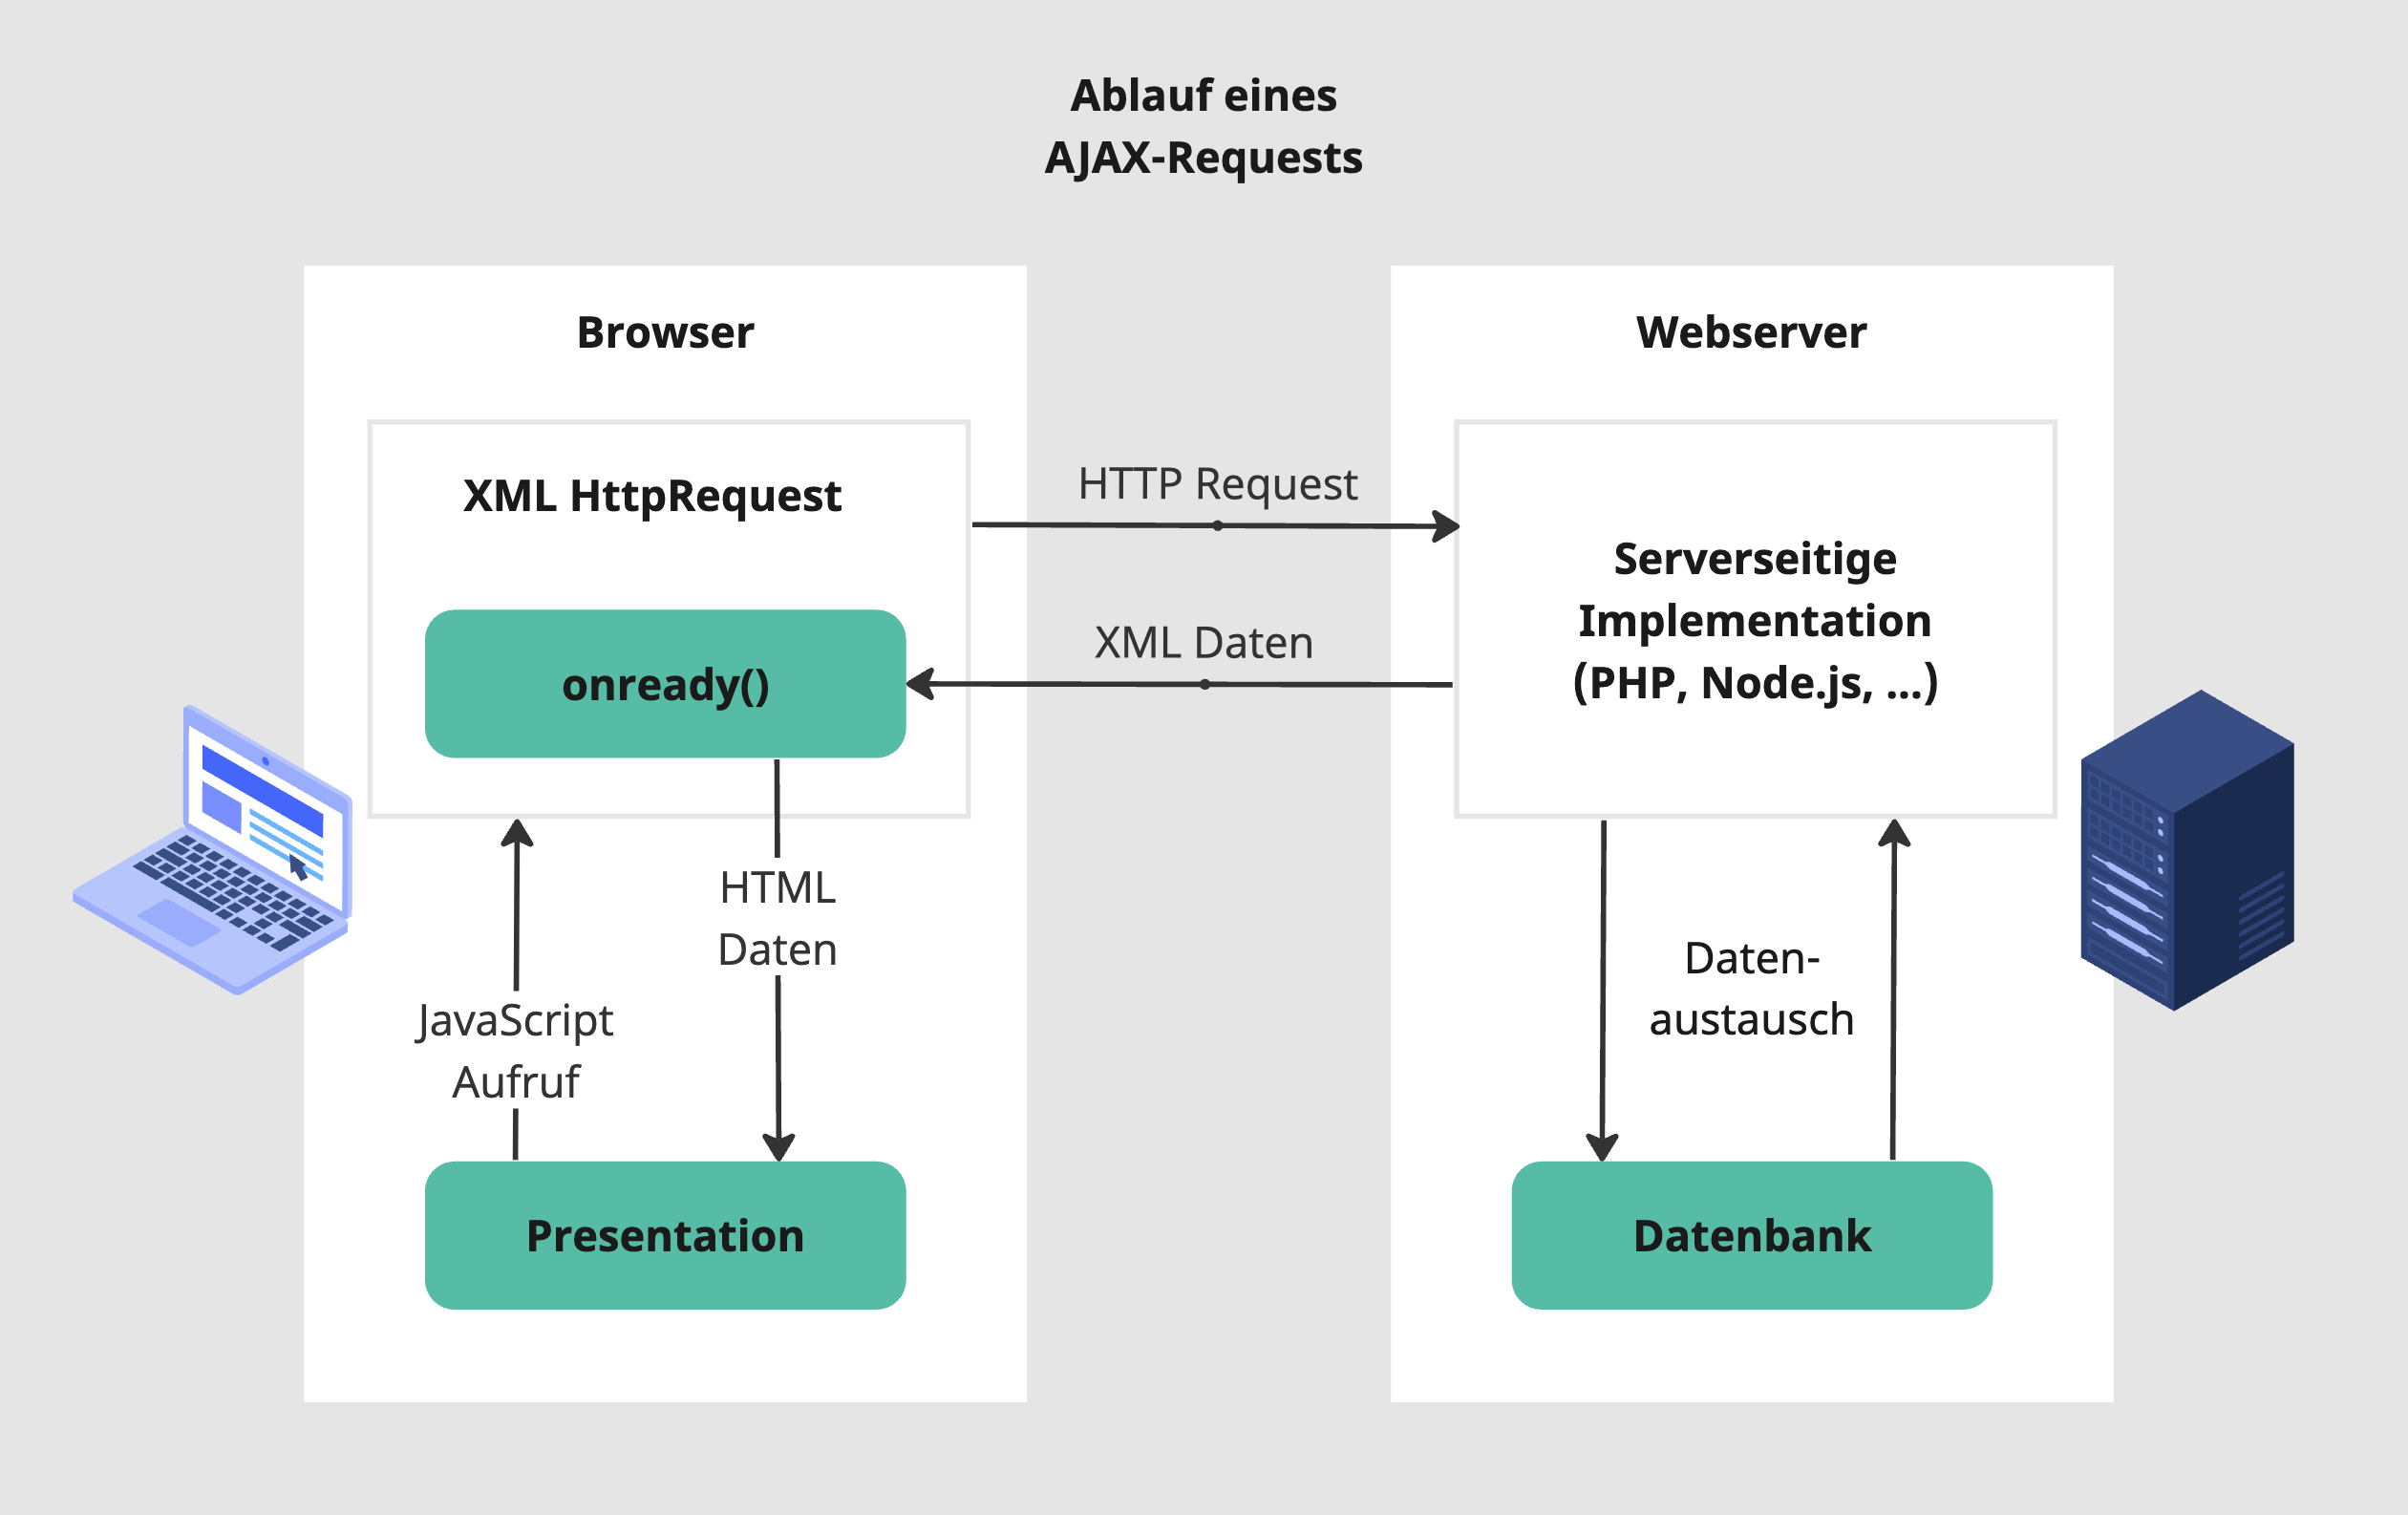 Ablauf eines
AJAX-Requests
Browser
XML HttpRequest
onready()
HTML
Daten
JavaScript
Aufruf
Presentation
HTTP Request
XML Daten
Webserver
Serverseitige
Implementation
(PHP, Node.js, ...)
Daten-
austausch
Datenbank